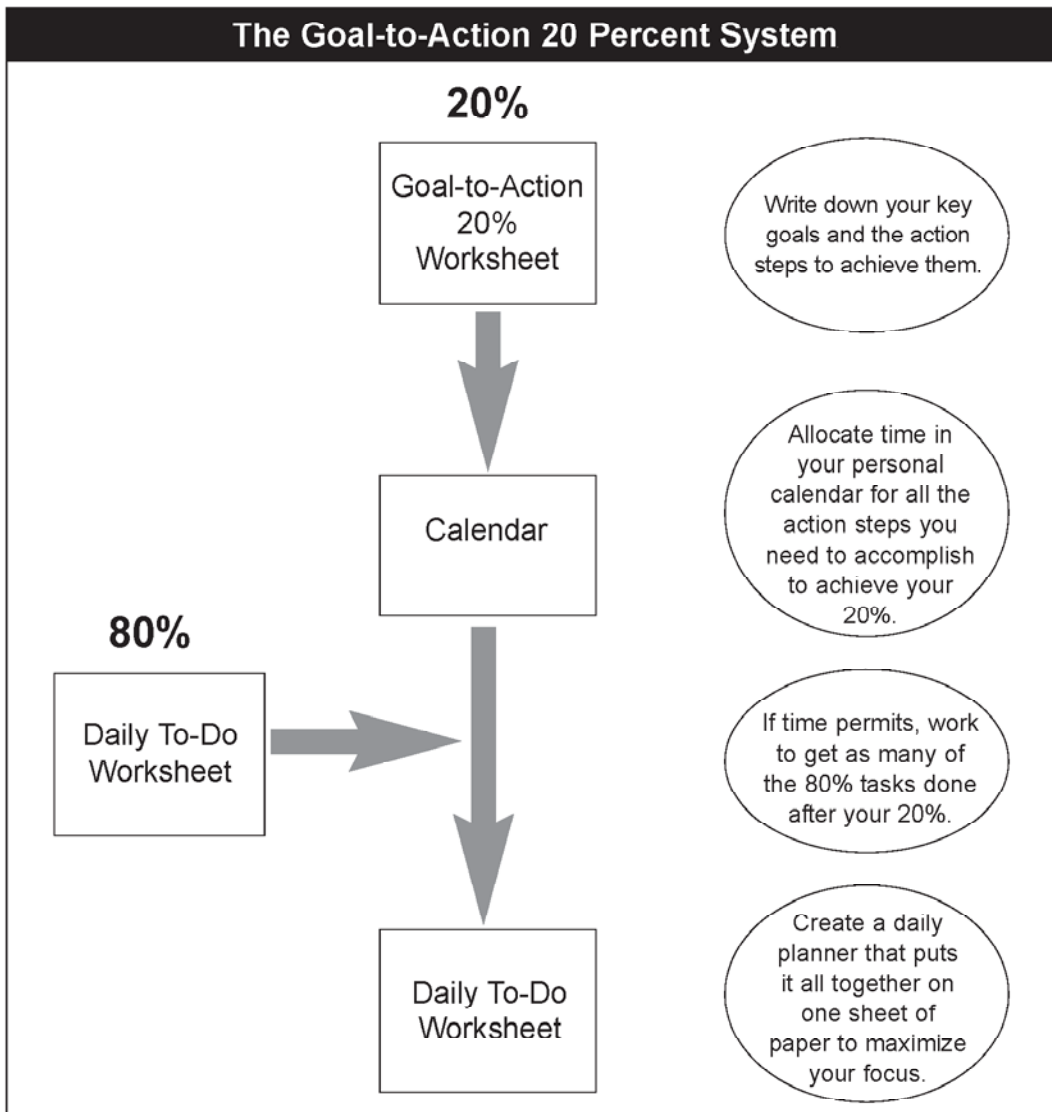 The Goal-to-Action 20 Percent System
20%
Goal-to-Action
20%
Worksheet
Write down your key
goals and the action
steps to achieve them.
Calendar
Allocate time in
your personal
calendar for all the
action steps you
need to accomplish
to achieve your
20%.
80%
Daily To-Do
Worksheet
If time permits, work
to get as many of
the 80% tasks done
after your 20%.
Daily To-Do
Worksheet
Create a daily
planner that puts
it all together on
one sheet of
paper to maximize
your focus.